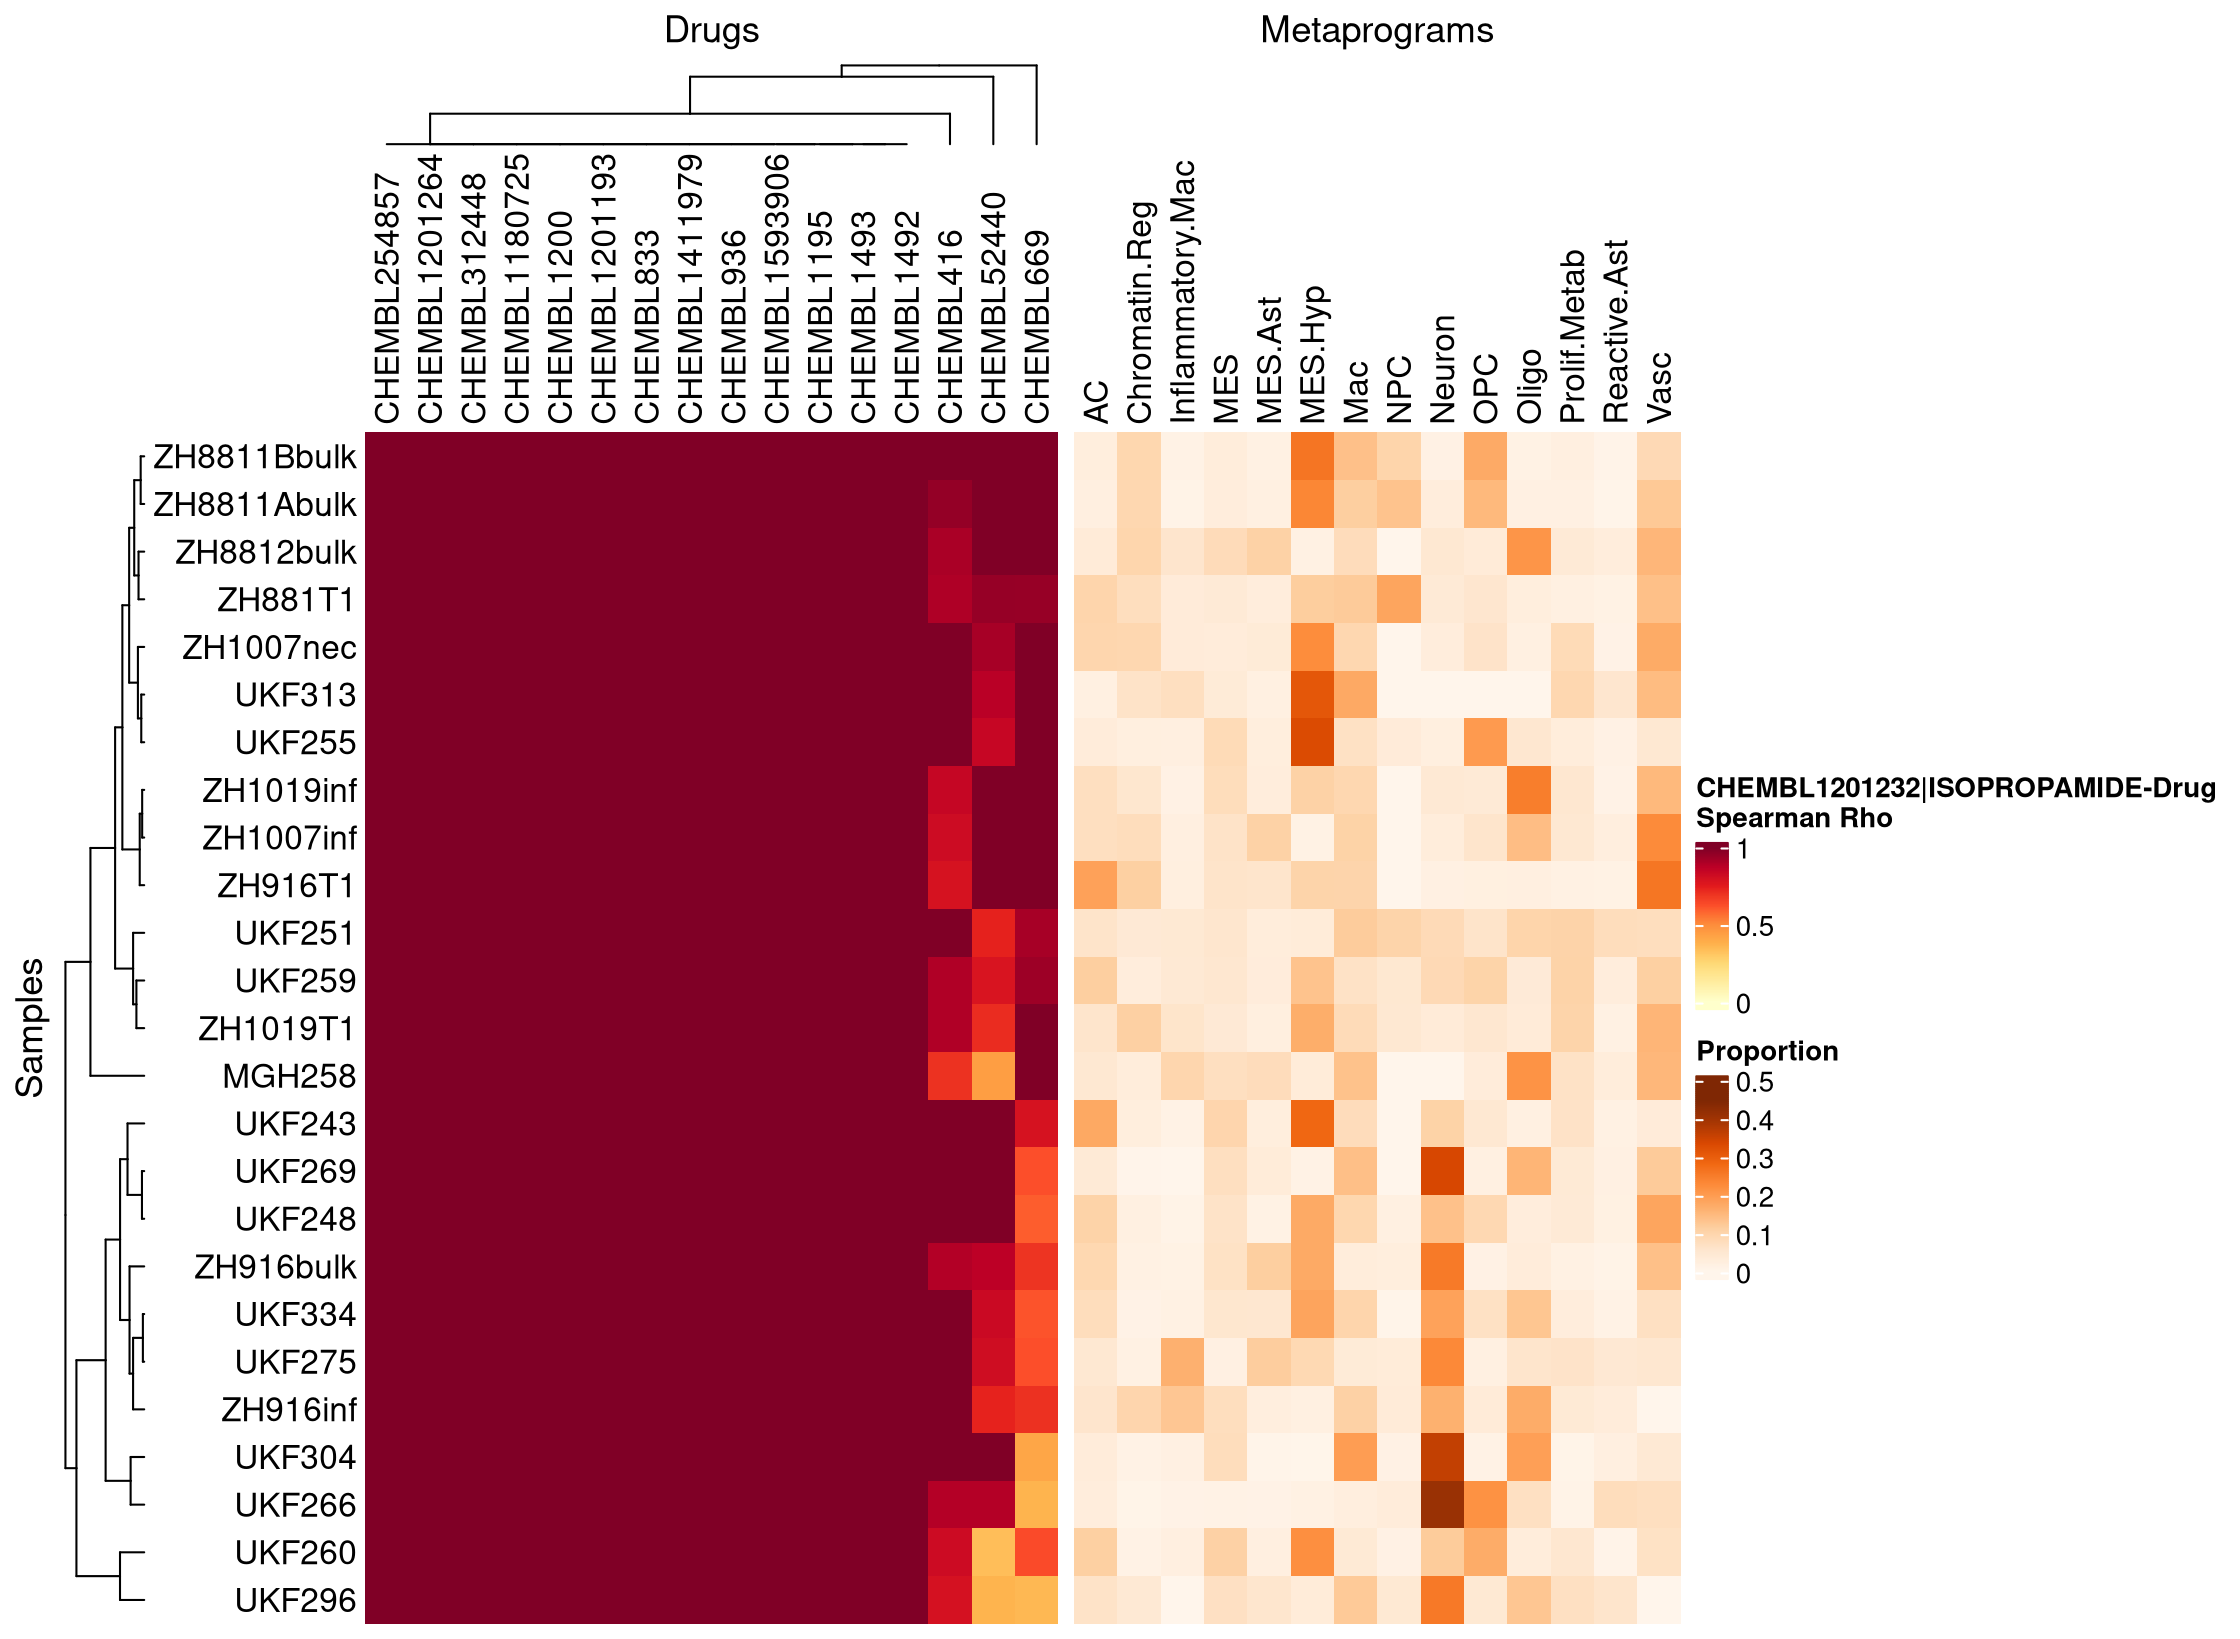 Drugs
Metaprograms
CHEMBL254857
CHEMBL1201264
CHEMBL312448
CHEMBL1180725
CHEMBL1200
CHEMBL1201193
CHEMBL833
CHEMBL1411979
CHEMBL936
CHEMBL1593906
CHEMBL1195
CHEMBL1493
CHEMBL1492
CHEMBL416
CHEMBL52440
CHEMBL669
AC
Chromatin.Reg
Inflammatory.Mac
MES
MES.Ast
MES.Hyp
Mac
NPC
Neuron
OPC
Oligo
Prolif.Metab
Reactive.Ast
Vasc
Samples
ZH8811Bbulk
ZH8811Abulk
ZH8812bulk
ZH881T1
ZH1007nec
UKF313
UKF255
ZH1019inf
ZH1007inf
ZH916T1
UKF251
UKF259
ZH1019T1
MGH258
UKF243
UKF269
UKF248
ZH916bulk
UKF334
UKF275
ZH916inf
UKF304
UKF266
UKF260
UKF296
CHEMBL1201232|ISOPROPAMIDE-Drug
Spearman Rho
1
0.5
0
Proportion
0.5
0.4
0.3
0.2
0.1
0